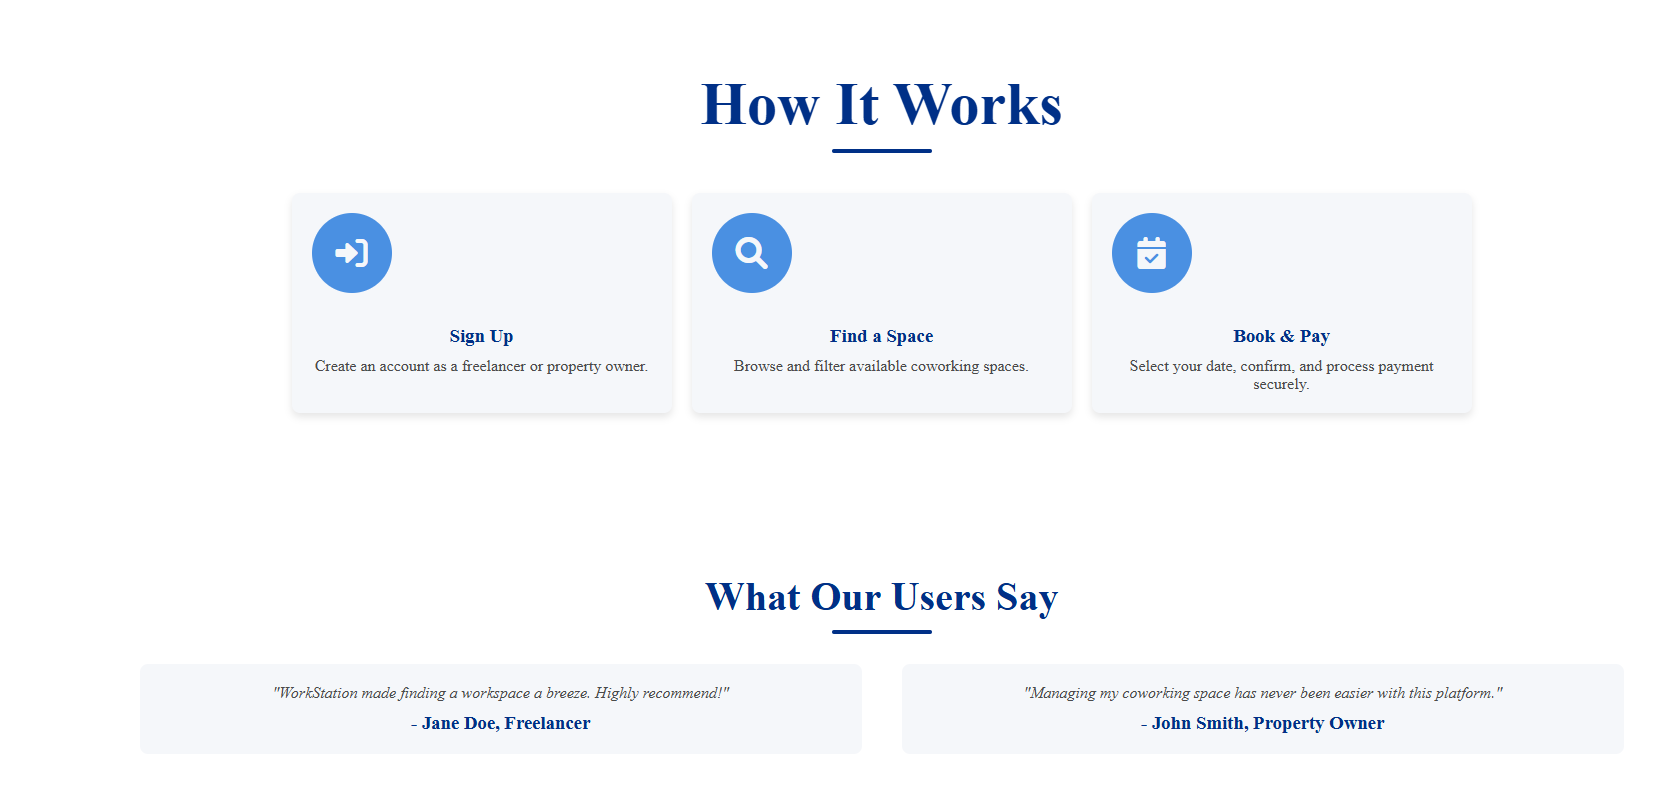 How It Works
Sign Up
Create an account as a freelancer or property owner.
Find a Space
Browse and filter available coworking spaces.
Book & Pay
Select your date, confirm, and process payment
securely.
What Our Users Say
"WorkStation made finding a workspace a breeze. Highly recommend!"
- Jane Doe, Freelancer
"Managing my coworking space has never been easier with this platform."
- John Smith, Property Owner